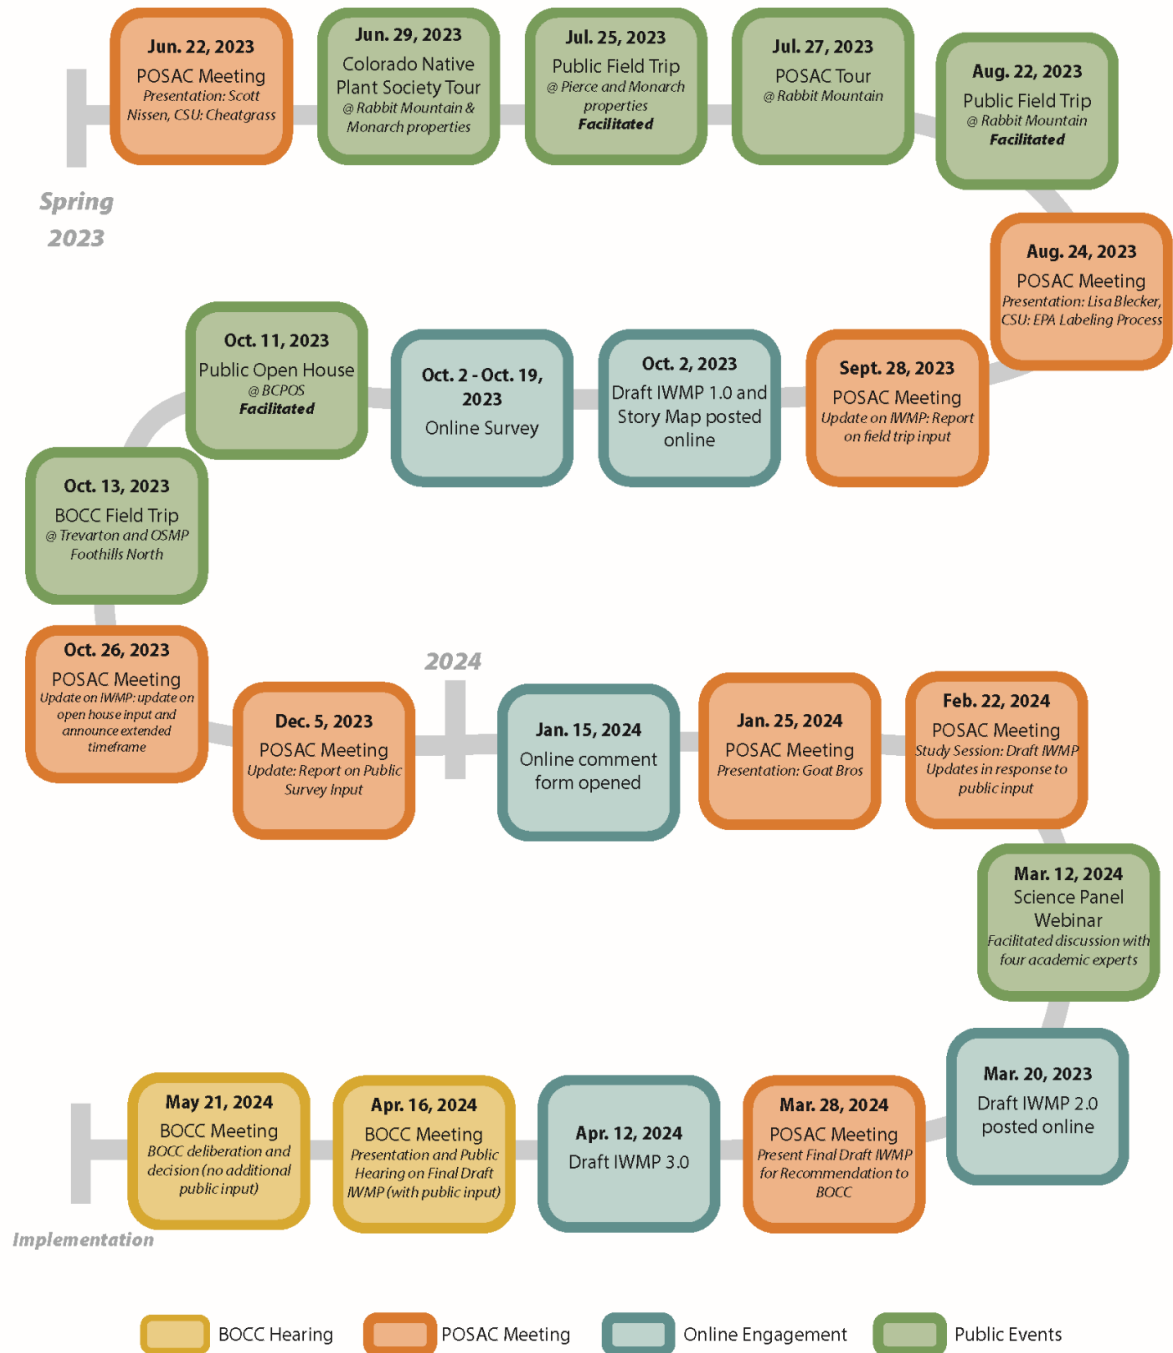 Jun. 22, 2023
POSAC Meeting
Presentation: Scott
Nissen, CSU: Cheatgrass
Jun. 29, 2023
Colorado Native
Plant Society Tour
@ Rabbit Mountain &
Monarch properties
Jul. 25, 2023
Public Field Trip
@ Pierce and Monarch
properties
Facilitated
Jul. 27, 2023
POSAC Tour
@ Rabbit Mountain
Aug. 22, 2023
Public Field Trip
@ Rabbit Mountain
Facilitated
Spring
2023
Aug. 24, 2023
POSAC Meeting
Presentation: Lisa Blecker,
CSU: EPA Labeling Process
Sept. 28, 2023
POSAC Meeting
Update on IWMP: Report
on field trip input
Oct. 2, 2023
Draft IWMP 1.0 and
Story Map posted
online
Oct. 2 - Oct. 19,
2023
Online Survey
Oct. 11, 2023
Public Open House
@ BCPOS
Facilitated
Oct. 13, 2023
BOCC Field Trip
@ Trevarton and OSMP
Foothills North
Oct. 26, 2023
POSAC Meeting
Update on IWMP: update on
open house input and
announce extended
timeframe
Dec. 5, 2023
POSAC Meeting
Update: Report on Public
Survey Input
2024
Jan. 15, 2024
Online comment
form opened
Jan. 25, 2024
POSAC Meeting
Presentation: Goat Bros
Feb. 22, 2024
POSAC Meeting
Study Session: Draft IWMP
Updates in response to
public input
Mar. 12, 2024
Science Panel
Webinar
Facilitated discussion with
four academic experts
Mar. 20, 2023
Draft IWMP 2.0
posted online
Mar. 28, 2024
POSAC Meeting
Present Final Draft IWMP
for Recommendation to
BOCC
Apr. 12, 2024
Draft IWMP 3.0
Apr. 16, 2024
BOCC Meeting
Presentation and Public
Hearing on Final Draft
IWMP (with public input)
May 21, 2024
BOCC Meeting
BOCC deliberation and
decision (no additional
public input)
Implementation
BOCC Hearing
POSAC Meeting
Online Engagement
Public Events